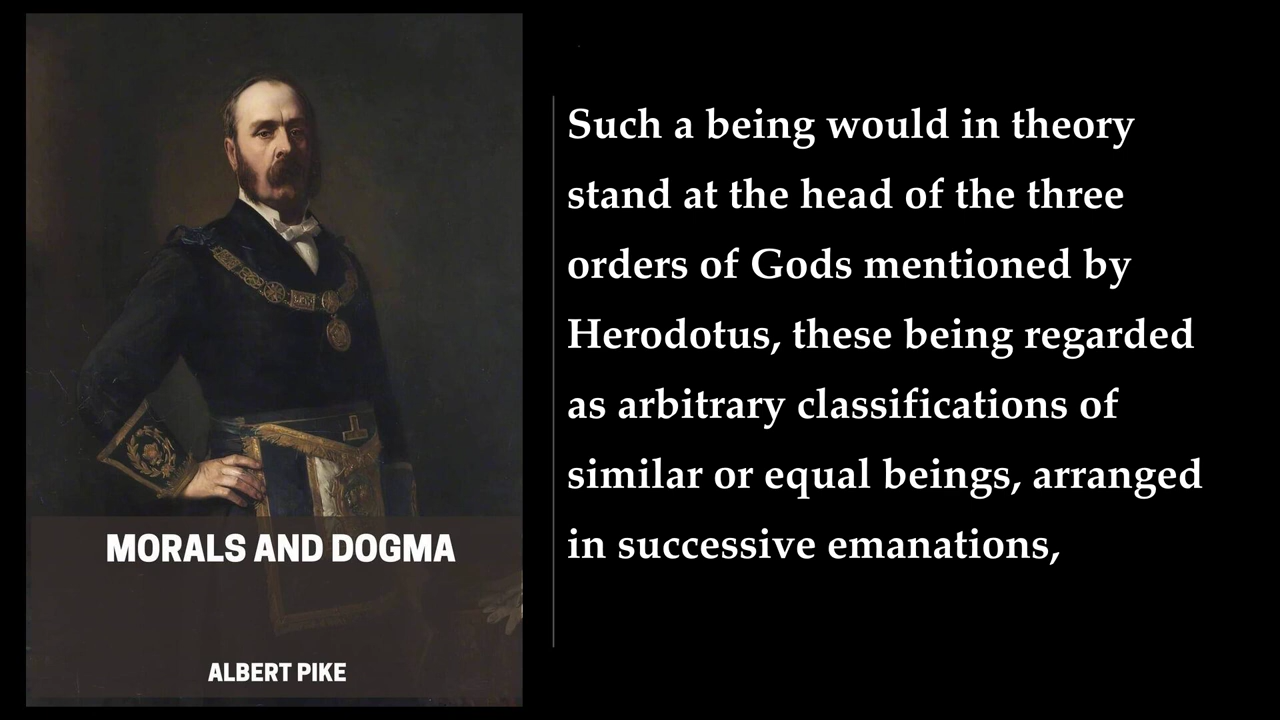 MORALS AND DOGMA
ALBERT PIKE
Such a being would in theory
stand at the head of the three
orders of Gods mentioned by
Herodotus, these being regarded
as arbitrary classifications of
similar or equal beings, arranged
in successive emanations,